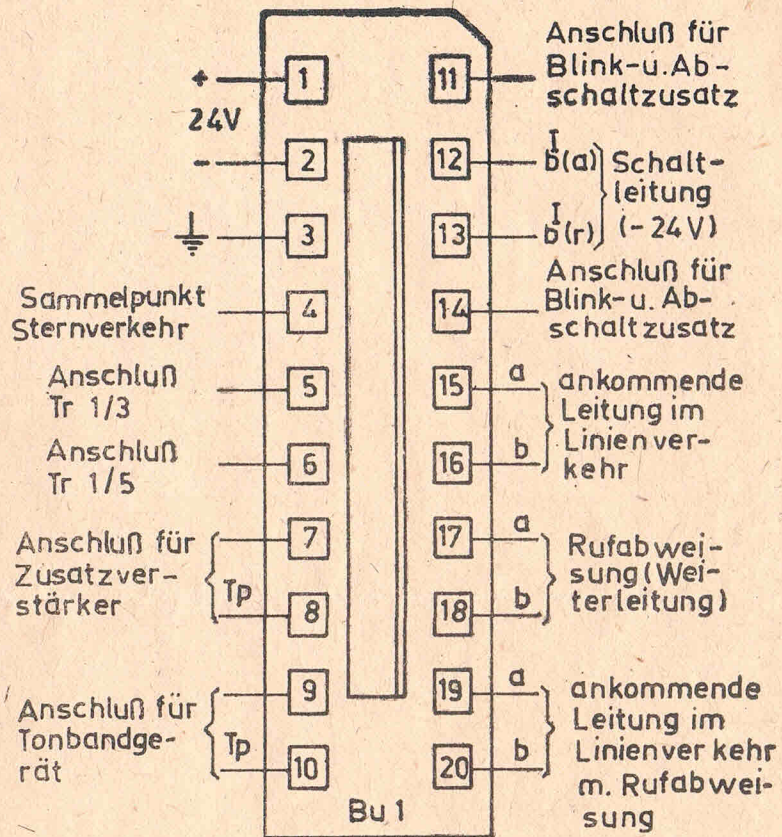 +
24V
-
1
2
3
4
5
6
7
8
9
10
Sammelpunkt
Sternverkehr
Anschluß
Tr 1/3
Anschluß
Tr 1/5
Anschluß für
Zusatzver-
stärker
Tp
Anschluß für
Tonbandge-
rät
Tp
Bu 1
11
12
13
14
15
16
17
18
19
20
Anschluß für
Blink-u.Ab-
schaltzusatz
I
b(a)
I
b(r)
Schalt-
leitung
(-24V)
Anschluß für
Blink-u. Ab-
schaltzusatz
a
b
ankommende
Leitung im
Linienver-
kehr
a
b
Rufabwei-
sung(Wei-
terleitung)
a
b
ankommende
Leitung im
Linienverkehr
m. Rufabwei-
sung